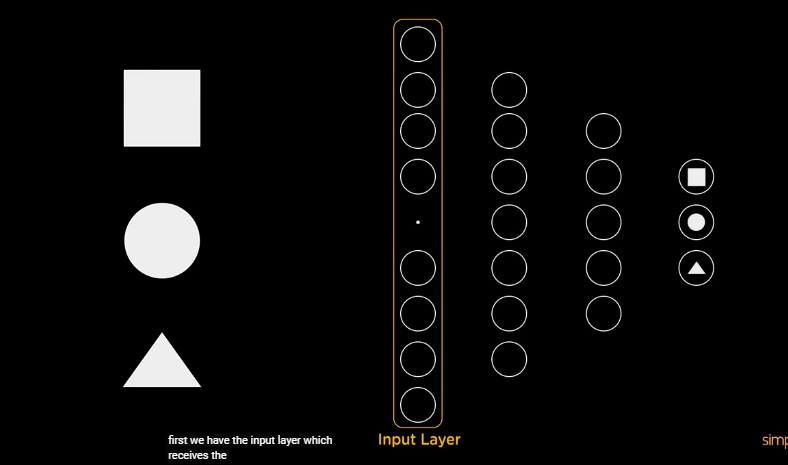 first we have the input layer which
receives the
Input Layer
simp